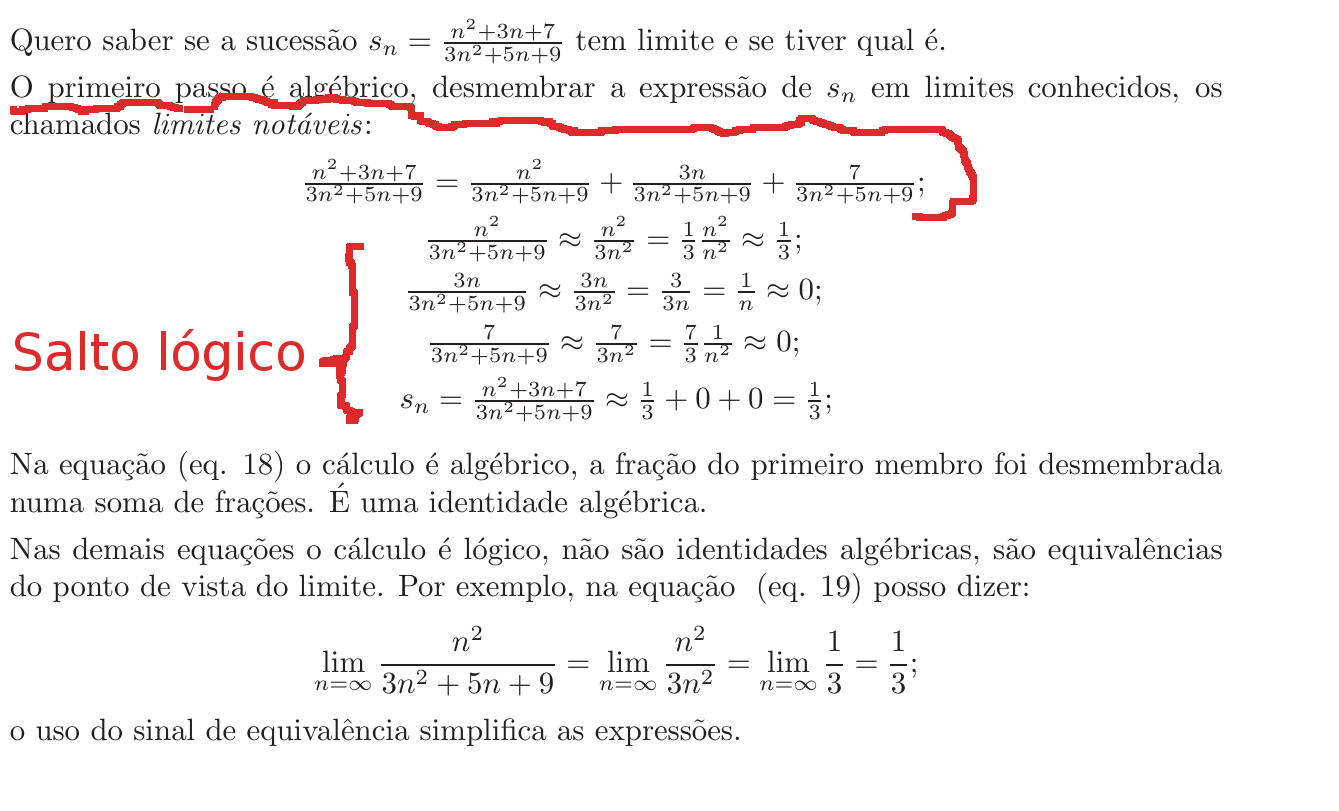 Quero saber se a sucessão $s_n = \frac{n^2+3n+7}{3n^2+5n+9}$ tem limite e se tiver qual é.
O primeiro passo é algébrico, desmembrar a expressão de $s_n$ em limites conhecidos, os
chamados limites notáveis:
$\frac{n^2+3n+7}{3n^2+5n+9} = \frac{n^2}{3n^2+5n+9} + \frac{3n}{3n^2+5n+9} + \frac{7}{3n^2+5n+9}$;
$\frac{n^2}{3n^2+5n+9} \approx \frac{n^2}{3n^2} = \frac{1}{3}\frac{n^2}{n^2} \approx \frac{1}{3}$;
$\frac{3n}{3n^2+5n+9} \approx \frac{3n}{3n^2} = \frac{3}{3n} = \frac{1}{n} \approx 0$;
Salto lógico
$\frac{7}{3n^2+5n+9} \approx \frac{7}{3n^2} = \frac{7}{3}\frac{1}{n^2} \approx 0$;
$s_n = \frac{n^2+3n+7}{3n^2+5n+9} \approx \frac{1}{3} + 0 + 0 = \frac{1}{3}$;
Na equação (eq. 18) o cálculo é algébrico, a fração do primeiro membro foi desmembrada
numa soma de frações. É uma identidade algébrica.
Nas demais equações o cálculo é lógico, não são identidades algébricas, são equivalências
do ponto de vista do limite. Por exemplo, na equação (eq. 19) posso dizer:
$\lim_{n=\infty} \frac{n^2}{3n^2+5n+9} = \lim_{n=\infty} \frac{n^2}{3n^2} = \lim_{n=\infty} \frac{1}{3} = \frac{1}{3}$;
o uso do sinal de equivalência simplifica as expressões.